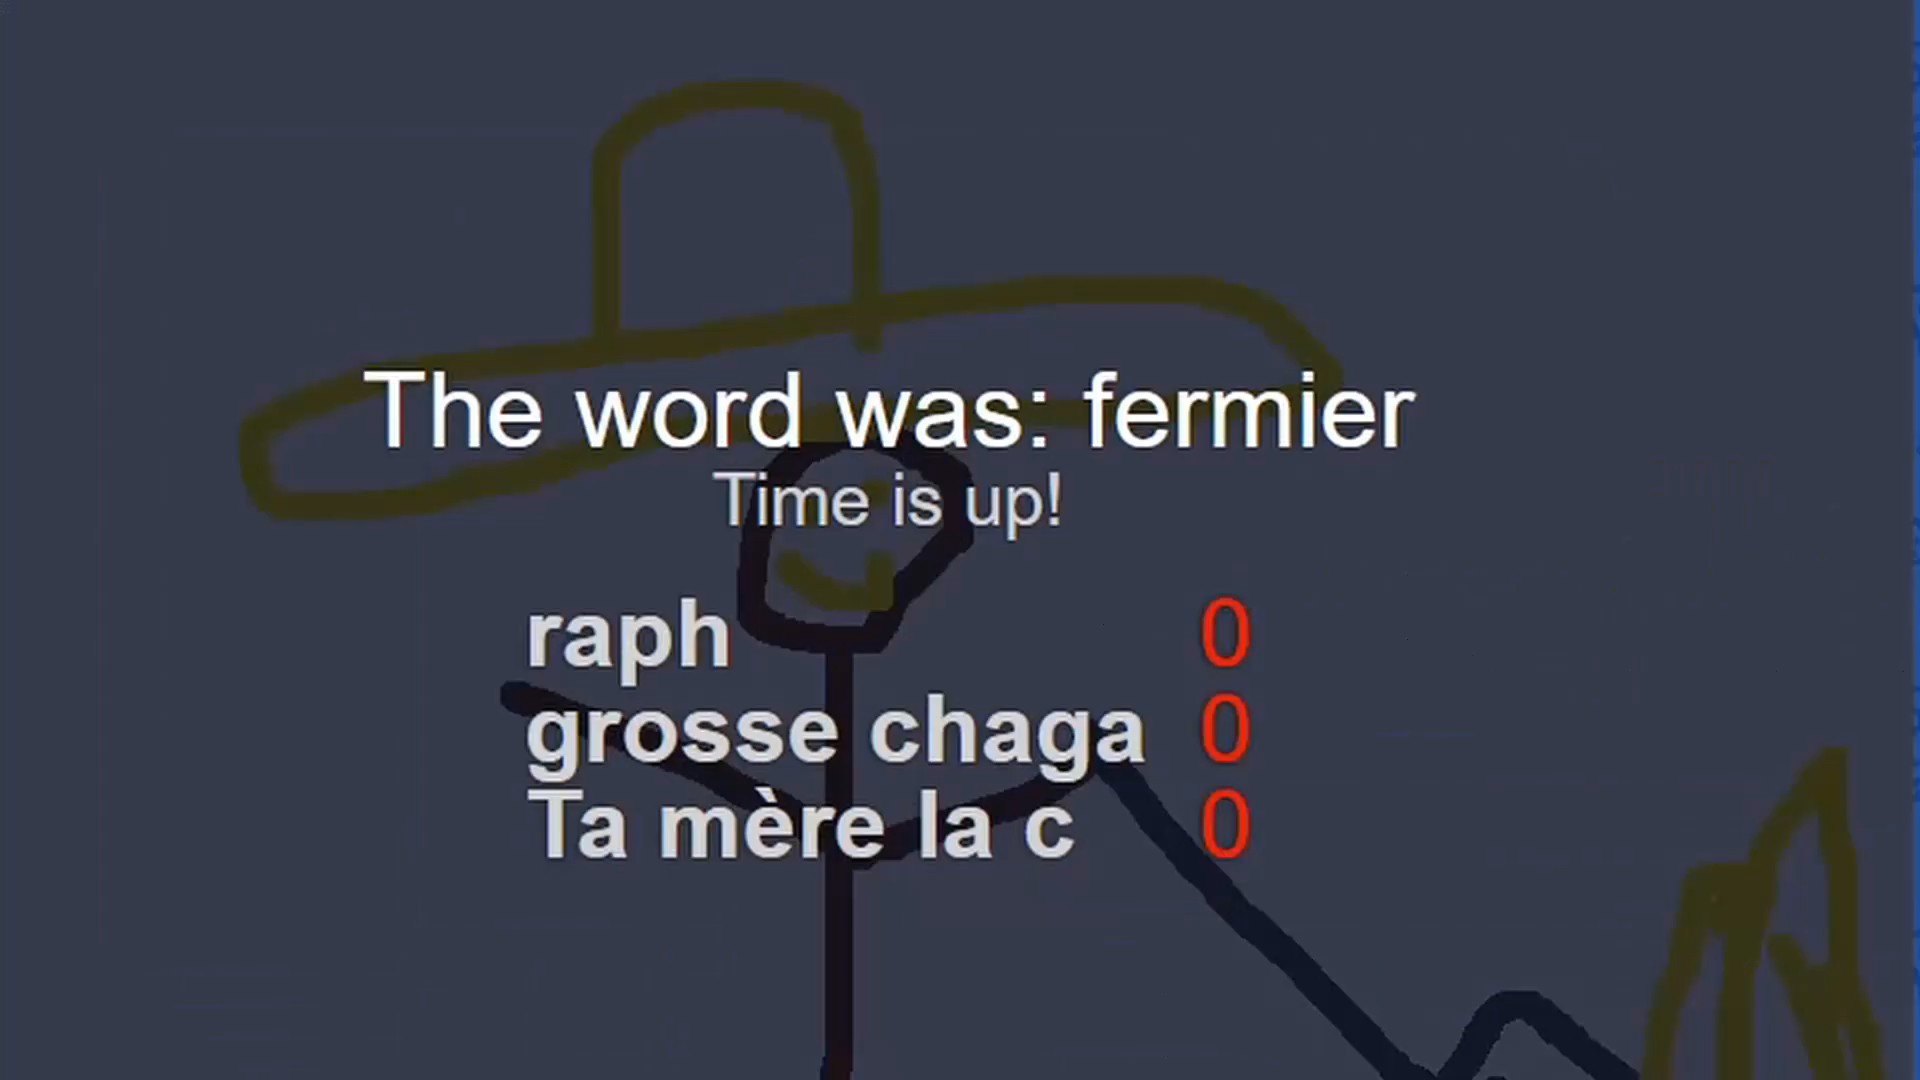 The word was: fermier
Time is up!
raph 0
grosse chaga 0
Ta mère la c 0